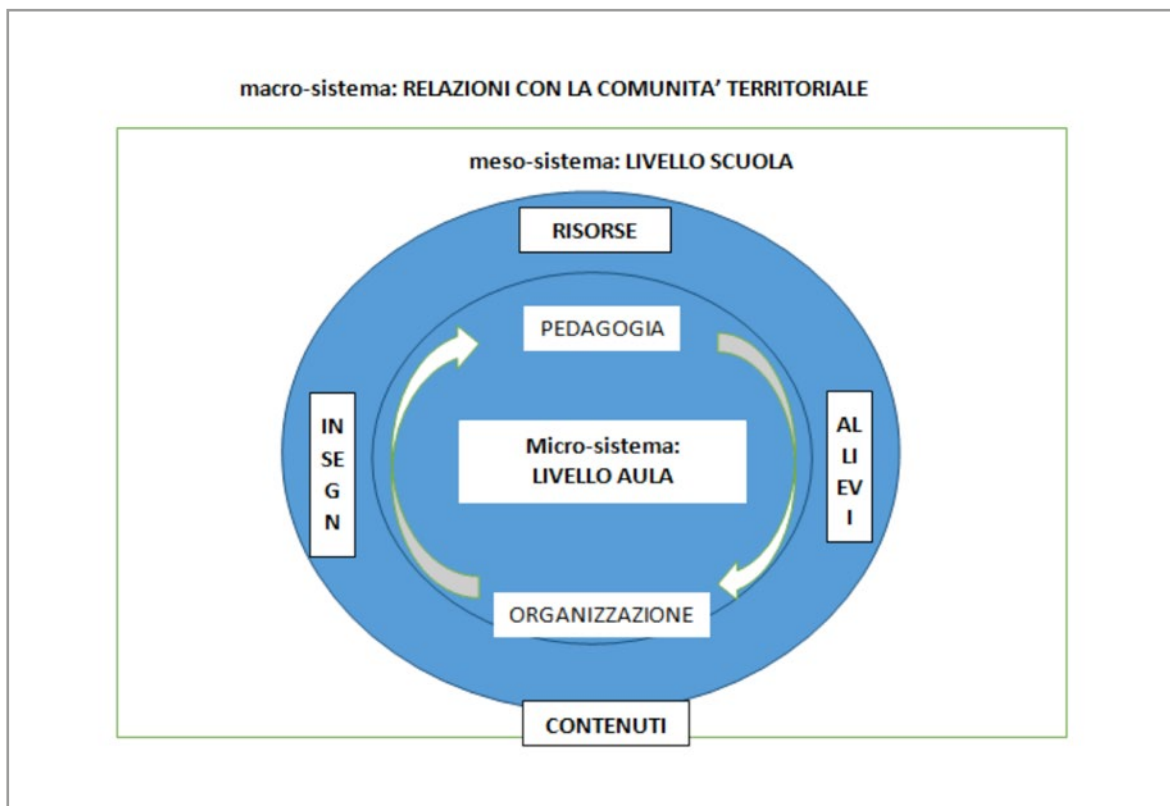 macro-sistema: RELAZIONI CON LA COMUNITA’ TERRITORIALE
meso-sistema: LIVELLO SCUOLA
RISORSE
PEDAGOGIA
IN
SE
G
N
Micro-sistema:
LIVELLO AULA
AL
LI
EV
I
ORGANIZZAZIONE
CONTENUTI